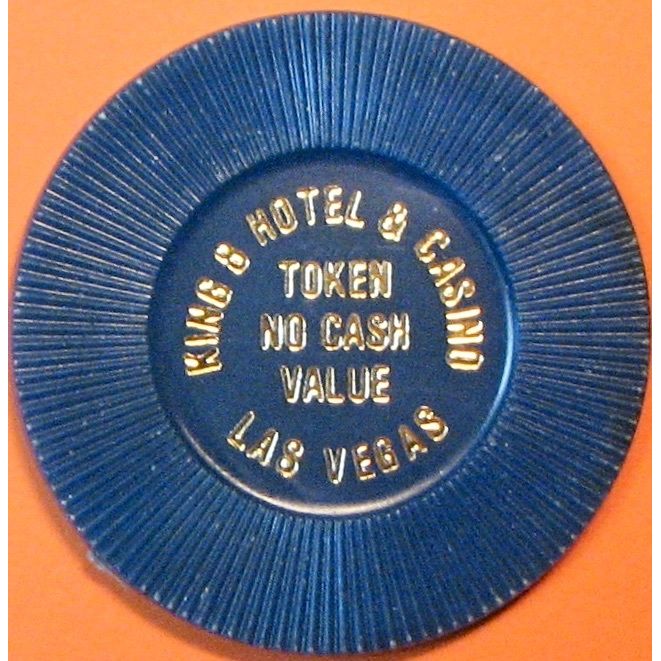 KING 8 HOTEL & CASINO
TOKEN
NO CASH
VALUE
LAS VEGAS